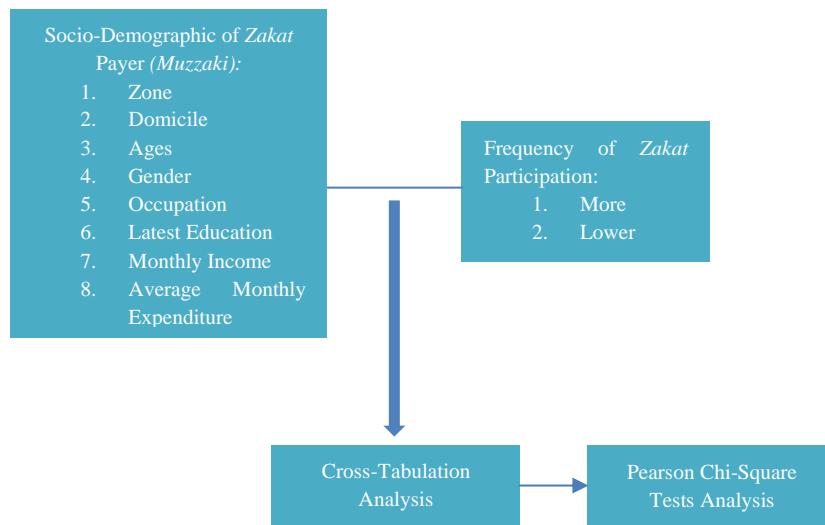 Socio-Demographic of Zakat
Payer (Muzzaki):
1. Zone
2. Domicile
3. Ages
4. Gender
5. Occupation
6. Latest Education
7. Monthly Income
8. Average Monthly
Expenditure
Frequency of Zakat
Participation:
1. More
2. Lower
Cross-Tabulation
Analysis
Pearson Chi-Square
Tests Analysis